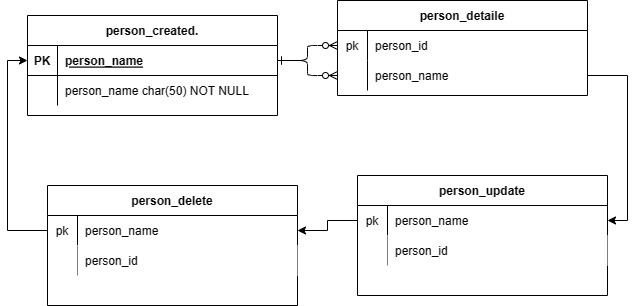 person_created.
PK person_name
person_name char(50) NOT NULL
person_detaile
pk person_id
person_name
person_delete
pk person_name
person_id
person_update
pk person_name
person_id